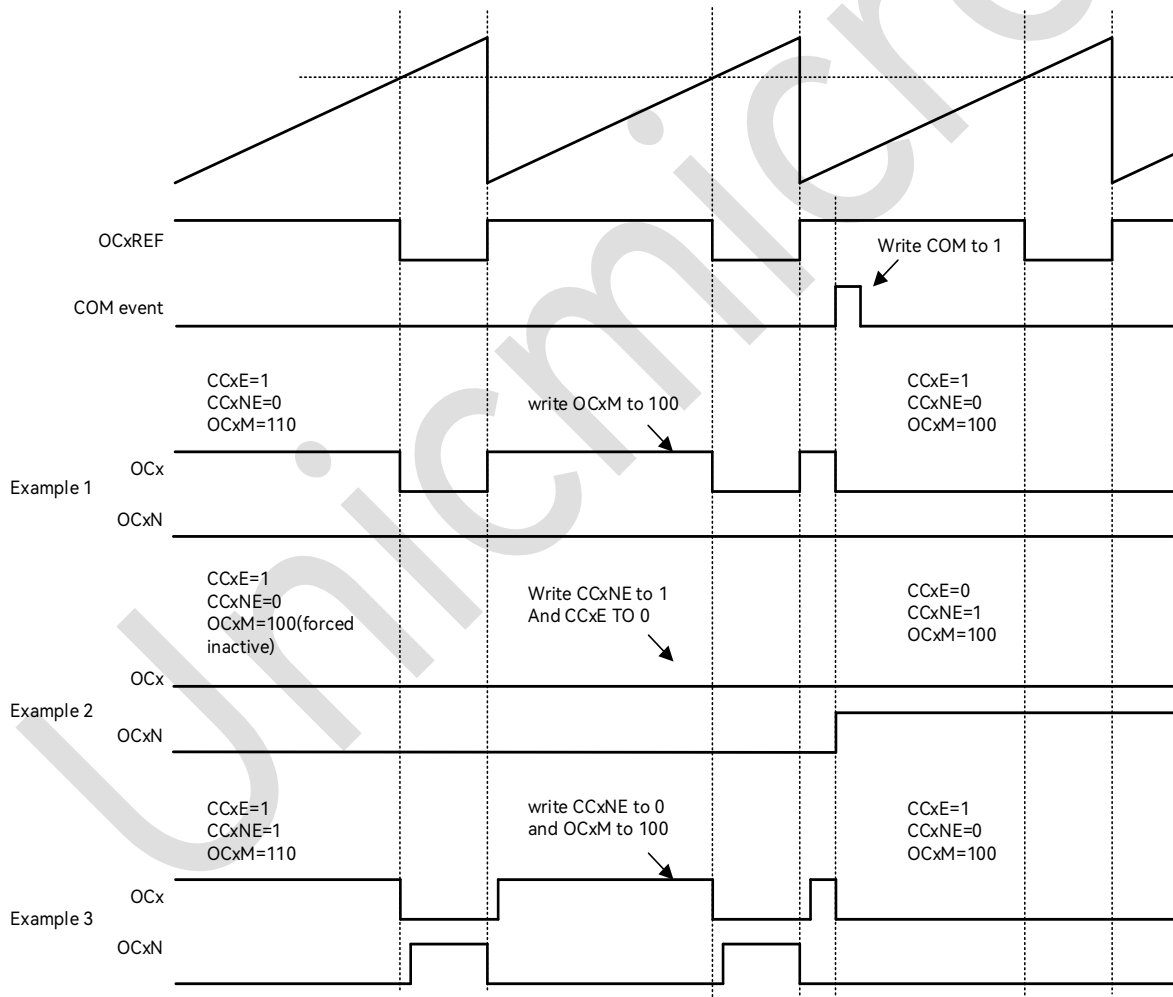 OCxREF
Write COM to 1
COM event
CCxE=1
CCxNE=0
OCxM=110
write OCxM to 100
CCxE=1
CCxNE=0
OCxM=100
OCx
Example 1
OCxN
CCxE=1
CCxNE=0
OCxM=100(forced
inactive)
Write CCxNE to 1
And CCxE TO 0
CCxE=0
CCxNE=1
OCxM=100
OCx
Example 2
OCxN
CCxE=1
CCxNE=1
OCxM=110
write CCxNE to 0
and OCxM to 100
CCxE=1
CCxNE=0
OCxM=100
OCx
Example 3
OCxN
Unicmicro